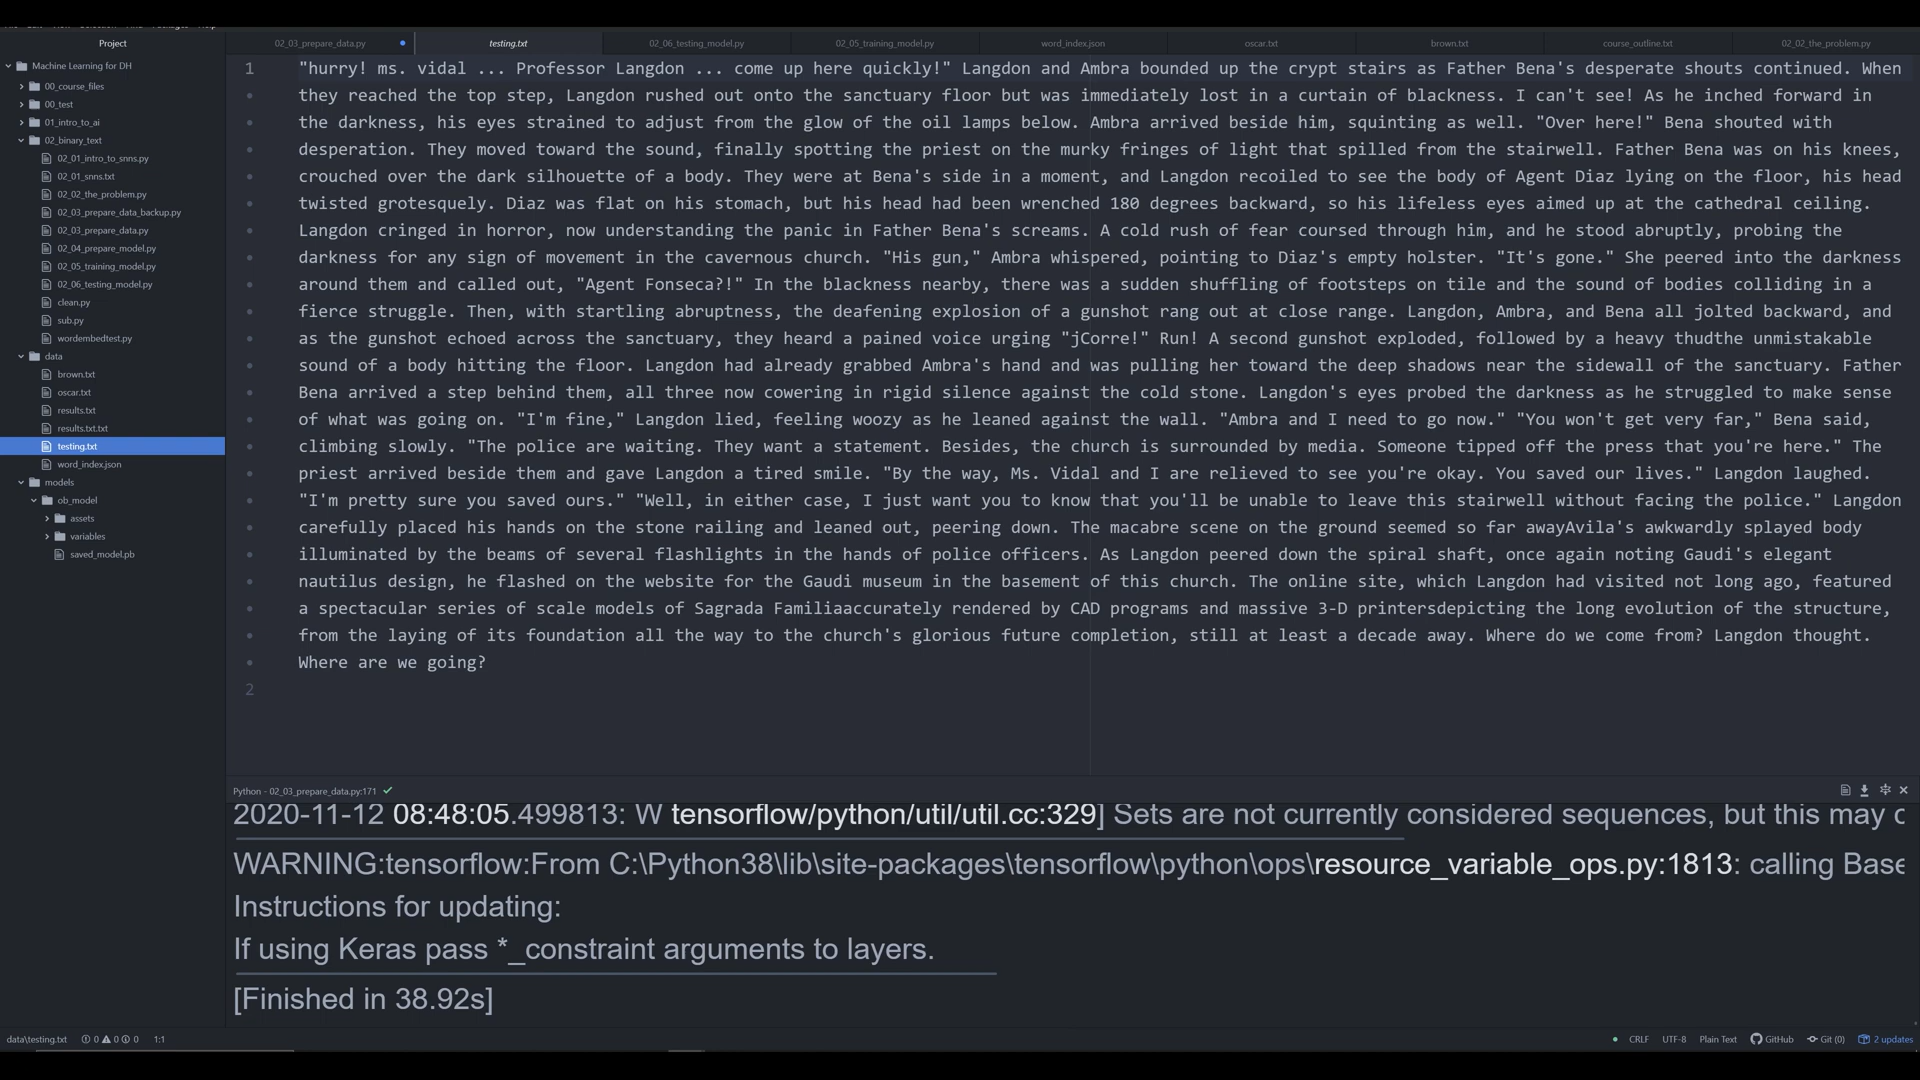 Project
02_03_prepare_data.py
testing.txt
02_06_testing_model.py
02_05_training_model.py
word_index.json
oscar.txt
brown.txt
course_outline.txt
02_02_the_problem.py
Machine Learning for DH
00_course_files
00_test
01_intro_to_ai
02_binary_text
02_01_intro_to_snns.py
02_01_snns.txt
02_02_the_problem.py
02_03_prepare_data_backup.py
02_03_prepare_data.py
02_04_prepare_model.py
02_05_training_model.py
02_06_testing_model.py
clean.py
sub.py
wordembedtest.py
data
brown.txt
oscar.txt
results.txt
results.txt.txt
testing.txt
word_index.json
models
ob_model
assets
variables
saved_model.pb
1 "hurry! ms. vidal ... Professor Langdon ... come up here quickly!" Langdon and Ambra bounded up the crypt stairs as Father Bena's desperate shouts continued. When
they reached the top step, Langdon rushed out onto the sanctuary floor but was immediately lost in a curtain of blackness. I can't see! As he inched forward in
the darkness, his eyes strained to adjust from the glow of the oil lamps below. Ambra arrived beside him, squinting as well. "Over here!" Bena shouted with
desperation. They moved toward the sound, finally spotting the priest on the murky fringes of light that spilled from the stairwell. Father Bena was on his knees,
crouched over the dark silhouette of a body. They were at Bena's side in a moment, and Langdon recoiled to see the body of Agent Diaz lying on the floor, his head
twisted grotesquely. Diaz was flat on his stomach, but his head had been wrenched 180 degrees backward, so his lifeless eyes aimed up at the cathedral ceiling.
Langdon cringed in horror, now understanding the panic in Father Bena's screams. A cold rush of fear coursed through him, and he stood abruptly, probing the
darkness for any sign of movement in the cavernous church. "His gun," Ambra whispered, pointing to Diaz's empty holster. "It's gone." She peered into the darkness
around them and called out, "Agent Fonseca?!" In the blackness nearby, there was a sudden shuffling of footsteps on tile and the sound of bodies colliding in a
fierce struggle. Then, with startling abruptness, the deafening explosion of a gunshot rang out at close range. Langdon, Ambra, and Bena all jolted backward, and
as the gunshot echoed across the sanctuary, they heard a pained voice urging "jCorre!" Run! A second gunshot exploded, followed by a heavy thudthe unmistakable
sound of a body hitting the floor. Langdon had already grabbed Ambra's hand and was pulling her toward the deep shadows near the sidewall of the sanctuary. Father
Bena arrived a step behind them, all three now cowering in rigid silence against the cold stone. Langdon's eyes probed the darkness as he struggled to make sense
of what was going on. "I'm fine," Langdon lied, feeling woozy as he leaned against the wall. "Ambra and I need to go now." "You won't get very far," Bena said,
climbing slowly. "The police are waiting. They want a statement. Besides, the church is surrounded by media. Someone tipped off the press that you're here." The
priest arrived beside them and gave Langdon a tired smile. "By the way, Ms. Vidal and I are relieved to see you're okay. You saved our lives." Langdon laughed.
"I'm pretty sure you saved ours." "Well, in either case, I just want you to know that you'll be unable to leave this stairwell without facing the police." Langdon
carefully placed his hands on the stone railing and leaned out, peering down. The macabre scene on the ground seemed so far awayAvila's awkwardly splayed body
illuminated by the beams of several flashlights in the hands of police officers. As Langdon peered down the spiral shaft, once again noting Gaudi's elegant
nautilus design, he flashed on the website for the Gaudi museum in the basement of this church. The online site, which Langdon had visited not long ago, featured
a spectacular series of scale models of Sagrada Familiaaccurately rendered by CAD programs and massive 3-D printersdepicting the long evolution of the structure,
from the laying of its foundation all the way to the church's glorious future completion, still at least a decade away. Where do we come from? Langdon thought.
Where are we going?
2
Python - 02_03_prepare_data.py:171
2020-11-12 08:48:05.499813: W tensorflow/python/util/util.cc:329] Sets are not currently considered sequences, but this may
WARNING:tensorflow:From C:\Python38\lib\site-packages\tensorflow\python\ops\resource_variable_ops.py:1813: calling Base
Instructions for updating:
If using Keras pass *_constraint arguments to layers.
[Finished in 38.92s]
data\testing.txt 0 0 0 1:1 CRLF UTF-8 Plain Text GitHub Git (0) 2 updates